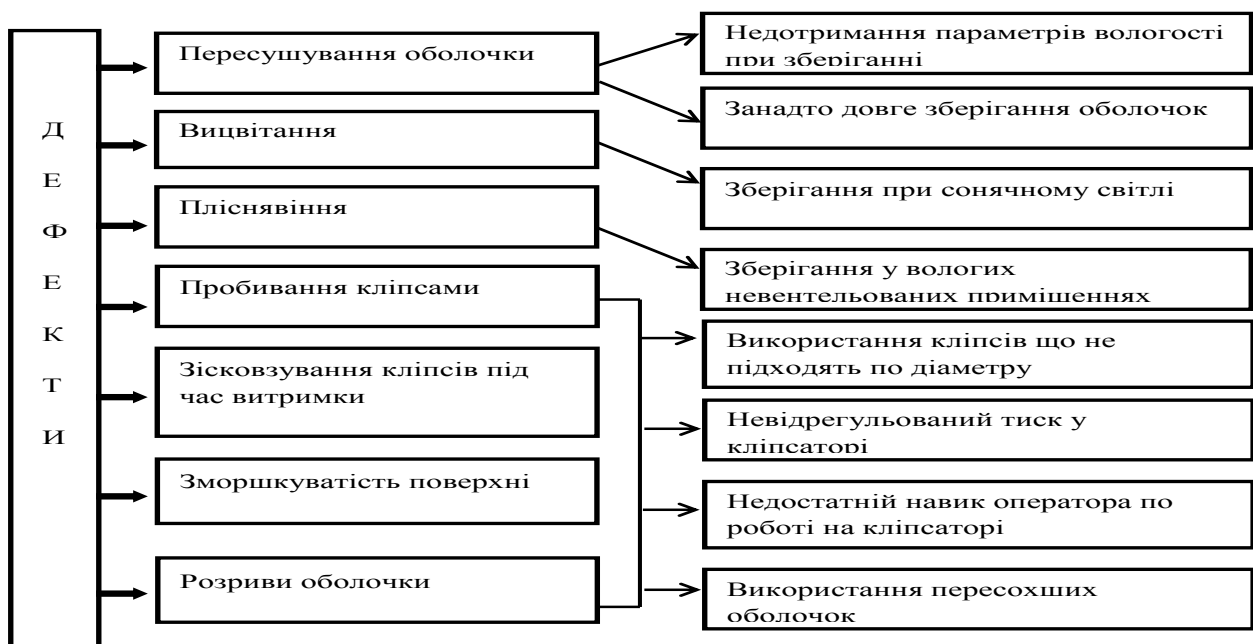 ДЕФЕКТИ
Пересушування оболочки
Вицвітання
Пліснявіння
Пробивання кліпсами
Зісковзування кліпсів під
час витримки
Зморшкуватість поверхні
Розриви оболочки
Недотримання параметрів вологості
при зберіганні
Занадто довге зберігання оболочок
Зберігання при сонячному світлі
Зберігання у вологих
невентельованих приміщеннях
Використання кліпсів що не
підходять по діаметру
Невідрегульований тиск у
кліпсаторі
Недостатній навик оператора по
роботі на кліпсаторі
Використання пересохших
оболочок